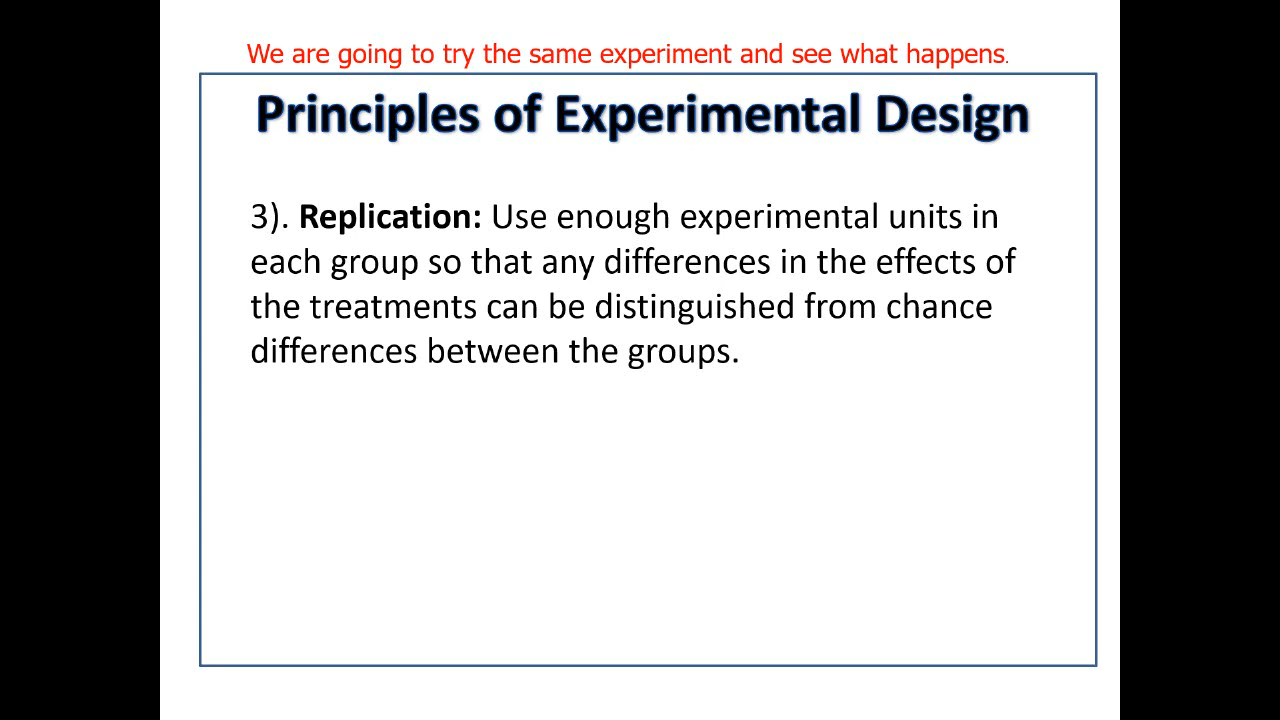 We are going to try the same experiment and see what happens.
Principles of Experimental Design
3). Replication: Use enough experimental units in
each group so that any differences in the effects of
the treatments can be distinguished from chance
differences between the groups.